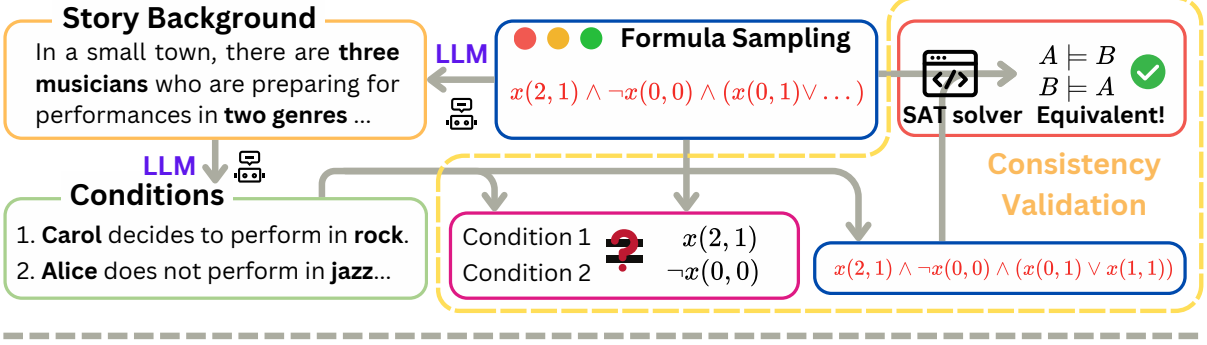 Story Background
In a small town, there are three
musicians who are preparing for
performances in two genres ...
LLM
Formula Sampling
x(2, 1) ∧ ¬x(0, 0) ∧ (x(0, 1)∨ ... )
</>
SAT solver
A ⊨ B
B ⊨ A
Equivalent!
Consistency
Validation
LLM
Conditions
1. Carol decides to perform in rock.
2. Alice does not perform in jazz...
Condition 1
Condition 2
?
=
x(2, 1)
¬x(0, 0)
x(2, 1) ∧ ¬x(0, 0) ∧ (x(0, 1) ∨ x(1, 1))